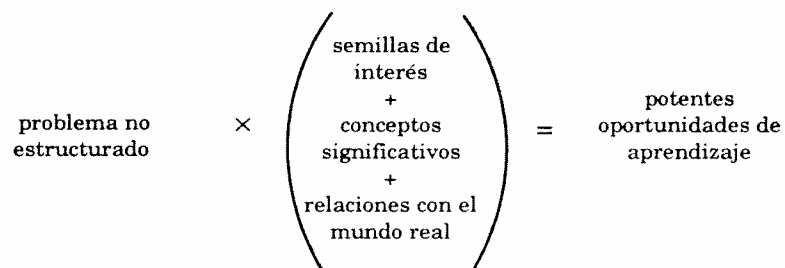 problema no
estructurado
×
semillas de
interés
+
conceptos
significativos
+
relaciones con el
mundo real
=
potentes
oportunidades de
aprendizaje